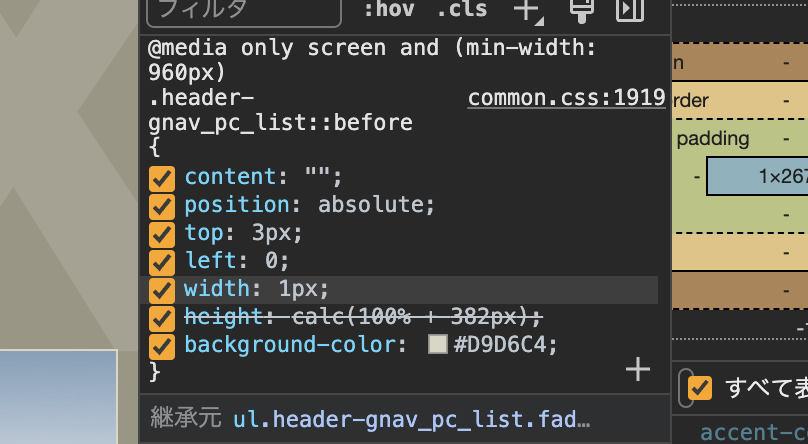 フィルタ :hov .cls
@media only screen and (min-width:
960px)
.header- common.css:1919
gnav_pc_list::before
{
content: "";
position: absolute;
top: 3px;
left: 0;
width: 1px;
height: calc(100% + 382px);
background-color: #D9D6C4;
}
継承元 ul.header-gnav_pc_list.fad…
n -
rder -
padding -
- 1×267
-
-
-
すべて表
accent-c